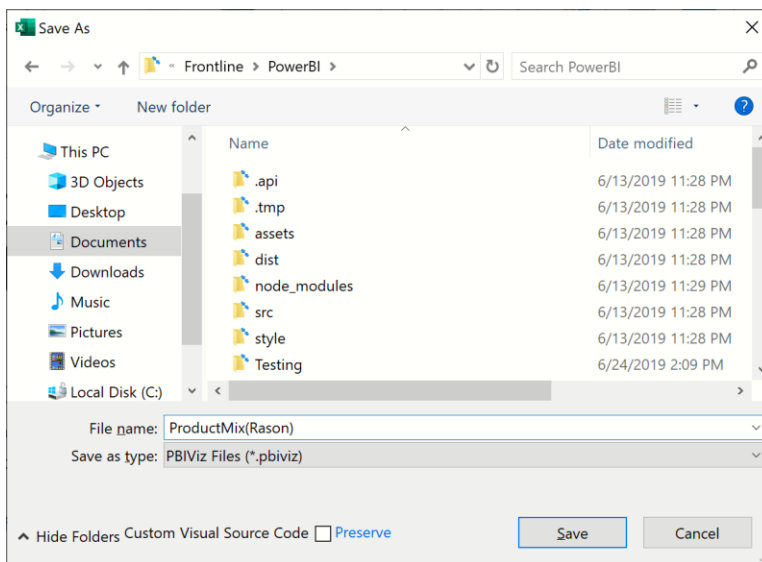 Save As
Frontline > PowerBI >
Search PowerBI
Organize
New folder
?
Name
Date modified
This PC
3D Objects
Desktop
Documents
Downloads
Music
Pictures
Videos
Local Disk (C:)
.api 6/13/2019 11:28 PM
.tmp 6/13/2019 11:28 PM
assets 6/13/2019 11:28 PM
dist 6/13/2019 11:28 PM
node_modules 6/13/2019 11:29 PM
src 6/13/2019 11:28 PM
style 6/13/2019 11:28 PM
Testing 6/24/2019 2:09 PM
File name: ProductMix(Rason)
Save as type: PBIViz Files (*.pbiviz)
Hide Folders Custom Visual Source Code Preserve
Save
Cancel